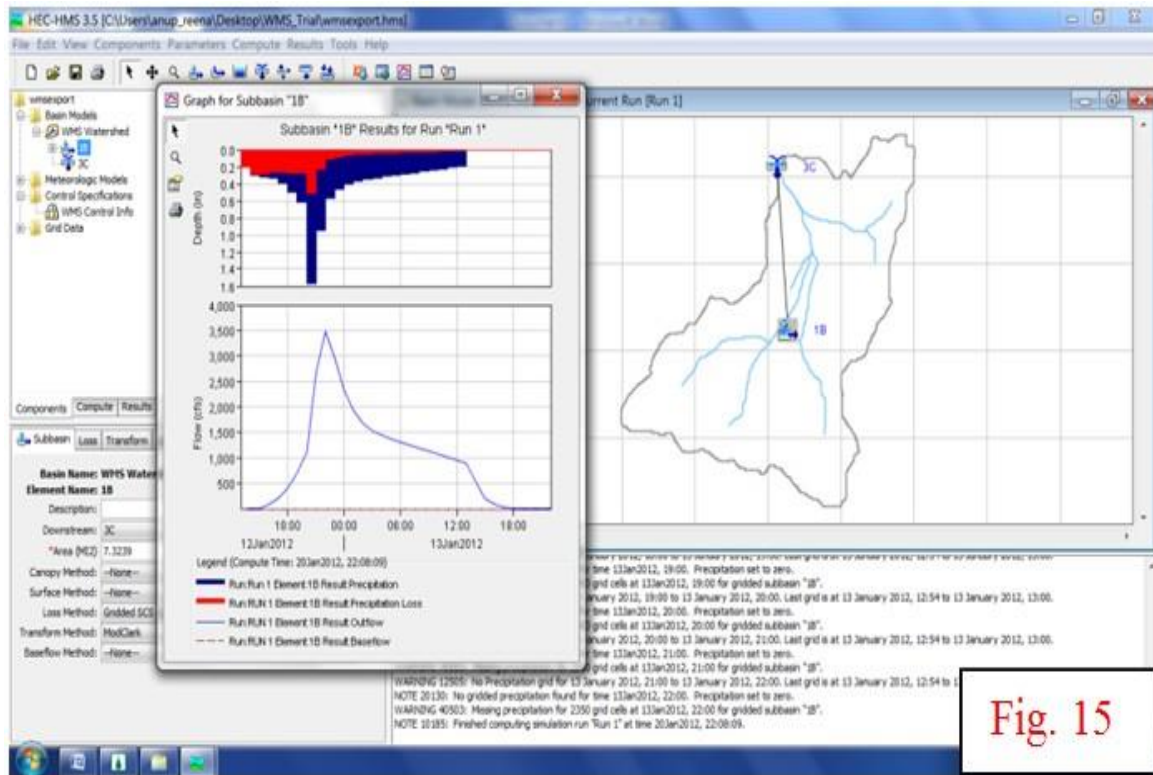 HEC-HMS 3.5 [C:\Users\anup_reena\Desktop\WMS_Trial\wmsexport.hms]
File Edit View Components Parameters Compute Results Tools Help
wmsexport
Basin Models
WMS Watershed
1B
3C
Meteorologic Models
Control Specifications
WMS Control Info
Grid Data
Components Compute Results
Subbasin Loss Transform
Basin Name: WMS Water
Element Name: 1B
Description:
Downstream: 3C
*Area (MI2) 7.3239
Canopy Method: --None--
Surface Method: --None--
Loss Method: Gridded SCS
Transform Method: ModClark
Baseflow Method: --None--
Graph for Subbasin "1B"
Subbasin "1B" Results for Run "Run 1"
Depth (in)
0.0
0.2
0.4
0.6
0.8
1.0
1.2
1.4
1.6
Flow (cfs)
4,000
3,500
3,000
2,500
2,000
1,500
1,000
500
18:00 00:00 06:00 12:00 18:00
12Jan2012 13Jan2012
Legend (Compute Time: 20Jan2012, 22:08:09)
Run:Run 1 Element:1B Result:Precipitation
Run:RUN 1 Element:1B Result:Precipitation Loss
Run:RUN 1 Element:1B Result:Outflow
Run:RUN 1 Element:1B Result:Baseflow
urrent Run [Run 1]
3C
1B
time 13Jan2012, 19:00. Precipitation set to zero.
grid cells at 13Jan2012, 19:00 for gridded subbasin "1B".
anuary 2012, 19:00 to 13 January 2012, 20:00. Last grid is at 13 January 2012, 12:54 to 13 January 2012, 13:00.
time 13Jan2012, 20:00. Precipitation set to zero.
grid cells at 13Jan2012, 20:00 for gridded subbasin "1B".
anuary 2012, 20:00 to 13 January 2012, 21:00. Last grid is at 13 January 2012, 12:54 to 13 January 2012, 13:00.
time 13Jan2012, 21:00. Precipitation set to zero.
grid cells at 13Jan2012, 21:00 for gridded subbasin "1B".
WARNING 12505: No Precipitation grid for 13 January 2012, 21:00 to 13 January 2012, 22:00. Last grid is at 13 January 2012, 12:54 to
NOTE 20130: No gridded precipitation found for time 13Jan2012, 22:00. Precipitation set to zero.
WARNING 40503: Missing precipitation for 2350 grid cells at 13Jan2012, 22:00 for gridded subbasin "1B".
NOTE 10185: Finished computing simulation run "Run 1" at time 20Jan2012, 22:08:09.
Fig. 15